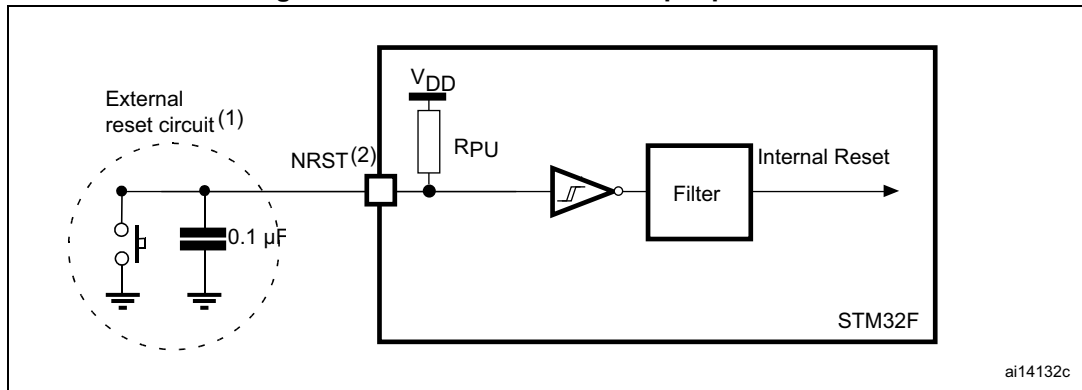 External
reset circuit(1)
NRST(2)
VDD
RPU
0.1 μF
Filter
Internal Reset
STM32F
ai14132c